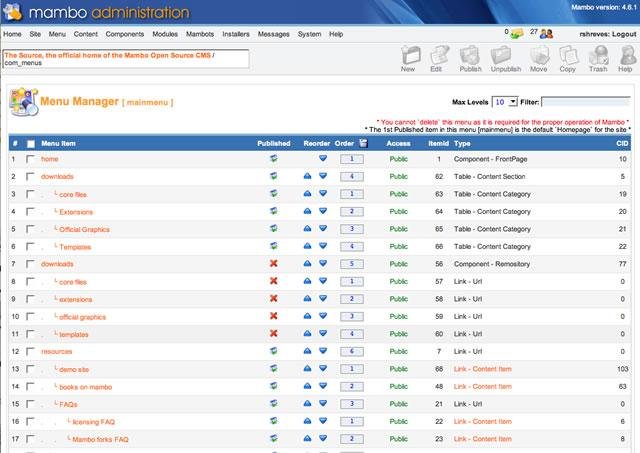 mambo administration
Mambo version: 4.6.1
Home Site Menu Content Components Modules Mambots Installers Messages System Help 0 27 rshreves: Logout
The Source, the official home of the Mambo Open Source CMS /
com_menus
New Edit Publish Unpublish Move Copy Trash Help
Menu Manager [ mainmenu ] Max Levels 10 Filter:
* You cannot `delete` this menu as it is required for the proper operation of Mambo *
* The 1st Published item in this menu [mainmenu] is the default `Homepage` for the site *
# Menu Item Published Reorder Order Access Itemid Type CID
1 home 1 Public 1 Component - FrontPage 10
2 downloads 4 Public 62 Table - Content Section 5
3 . └ core files 1 Public 63 Table - Content Category 19
4 . └ Extensions 2 Public 64 Table - Content Category 20
5 . └ Official Graphics 3 Public 65 Table - Content Category 21
6 . └ Templates 4 Public 66 Table - Content Category 22
7 downloads 5 Public 56 Component - Remository 77
8 . └ core files 1 Public 57 Link - Url 0
9 . └ extensions 2 Public 58 Link - Url 0
10 . └ official graphics 3 Public 59 Link - Url 0
11 . └ templates 4 Public 60 Link - Url 0
12 resources 6 Public 7 Link - Url 0
13 . └ demo site 1 Public 68 Link - Content Item 103
14 . └ books on mambo 2 Public 48 Link - Content Item 63
15 . └ FAQs 3 Public 21 Link - Url 0
16 . . └ licensing FAQ 1 Public 22 Link - Content Item 6
17 . . └ Mambo forks FAQ 2 Public 23 Link - Content Item 8